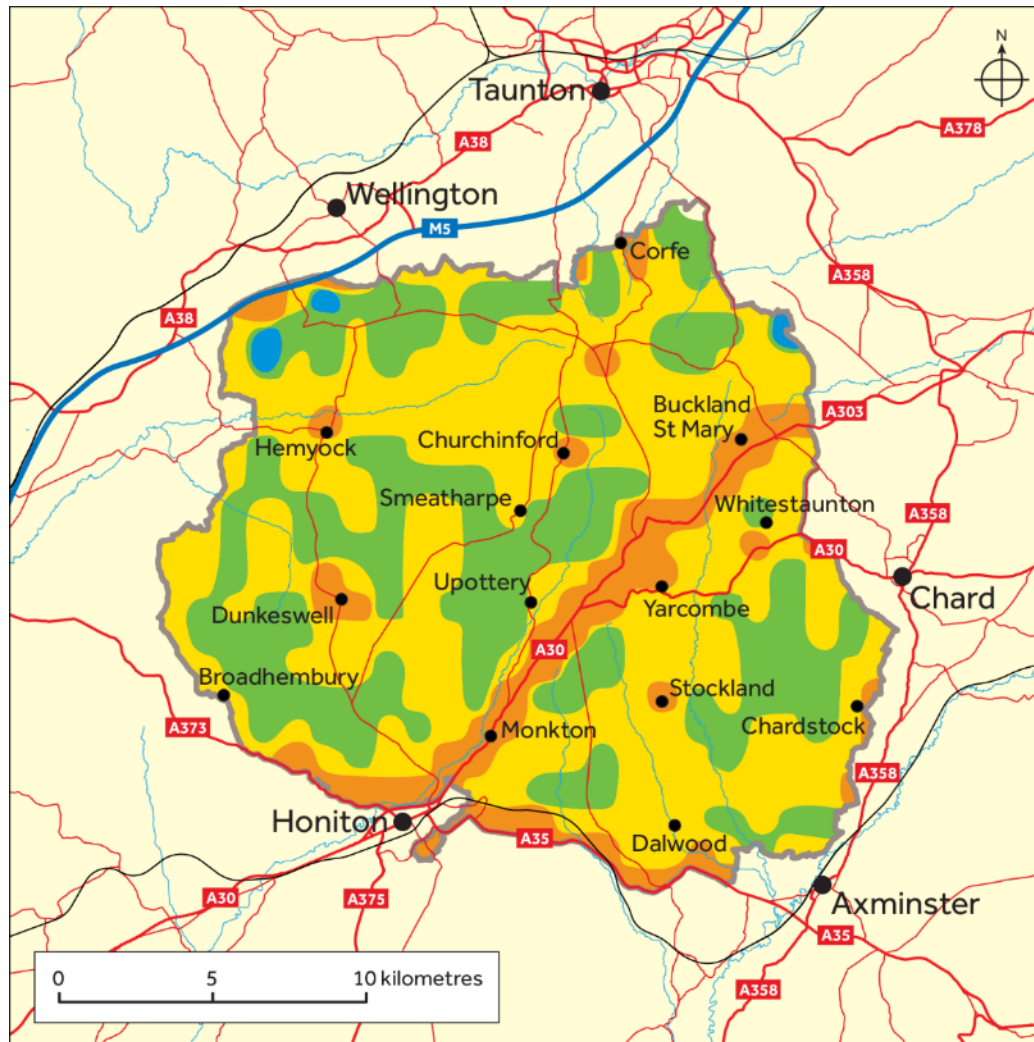 N
Taunton
A378
A38
Wellington
M5
Corfe
A358
A38
Buckland
St Mary
A303
Churchinford
Hemyock
Smeatharpe
Whitestaunton
A358
A30
Upottery
Yarcombe
Chard
Dunkeswell
A30
Broadhembury
Stockland
Chardstock
A373
Monkton
A358
Honiton
A35
Dalwood
A30
A375
Axminster
A35
0
5
10 kilometres
A358